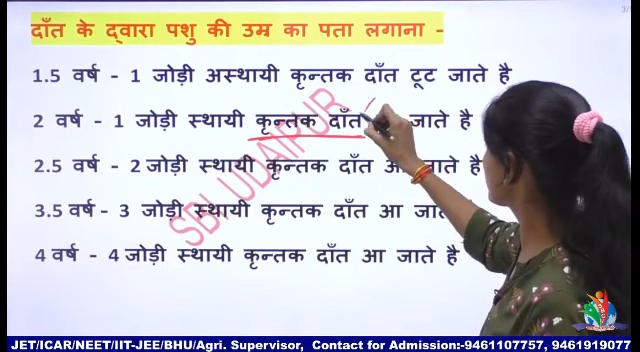 दाँत के द्वारा पशु की उम्र का पता लगाना -
1.5 वर्ष - 1 जोड़ी अस्थायी कृन्तक दाँत टूट जाते है
2 वर्ष - 1 जोड़ी स्थायी कृन्तक दाँत जाते है
2.5 वर्ष - 2 जोड़ी स्थायी कृन्तक दाँत आ जाते है
3.5 वर्ष - 3 जोड़ी स्थायी कृन्तक दाँत आ
4 वर्ष - 4 जोड़ी स्थायी कृन्तक दाँत आ जाते है
SBI UDAIPUR
JET/ICAR/NEET/IIT-JEE/BHU/Agri. Supervisor, Contact for Admission:-9461107757, 9461919077